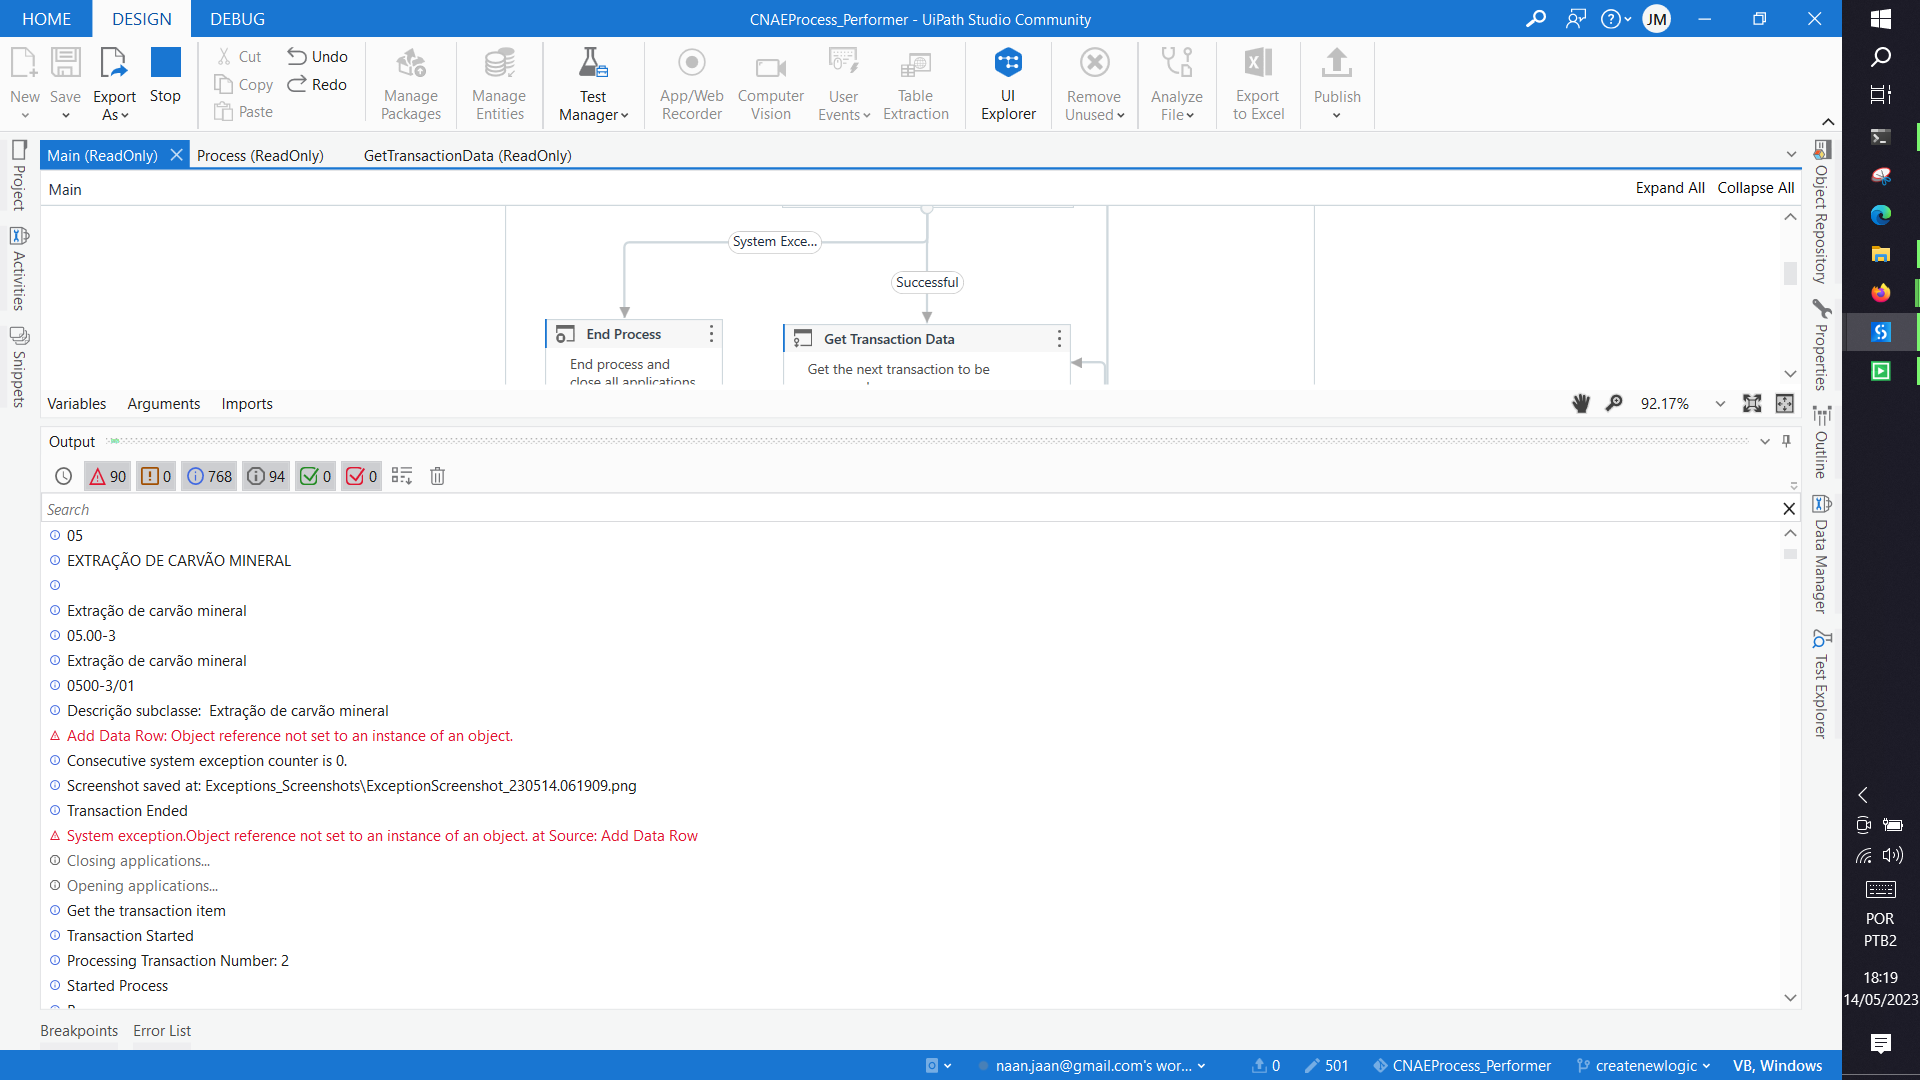 HOME DESIGN DEBUG
CNAEProcess_Performer - UiPath Studio Community
JM
New
Save
Export As
Stop
Cut
Copy
Paste
Undo
Redo
Manage Packages
Manage Entities
Test Manager
App/Web Recorder
Computer Vision
User Events
Table Extraction
UI Explorer
Remove Unused
Analyze File
Export to Excel
Publish
Main (ReadOnly)
Process (ReadOnly)
GetTransactionData (ReadOnly)
Main
Expand All Collapse All
Project
Activities
Snippets
System Exce...
Successful
End Process
End process and
close all applications
Get Transaction Data
Get the next transaction to be
Variables Arguments Imports
92.17%
Output
90
0
768
94
0
0
Search
05
EXTRAÇÃO DE CARVÃO MINERAL
Extração de carvão mineral
05.00-3
Extração de carvão mineral
0500-3/01
Descrição subclasse:  Extração de carvão mineral
Add Data Row: Object reference not set to an instance of an object.
Consecutive system exception counter is 0.
Screenshot saved at: Exceptions_Screenshots\ExceptionScreenshot_230514.061909.png
Transaction Ended
System exception.Object reference not set to an instance of an object. at Source: Add Data Row
Closing applications...
Opening applications...
Get the transaction item
Transaction Started
Processing Transaction Number: 2
Started Process
Breakpoints Error List
Object Repository
Properties
Outline
Data Manager
Test Explorer
naan.jaan@gmail.com's wor...
0
501
CNAEProcess_Performer
createnewlogic
VB, Windows
POR
PTB2
18:19
14/05/2023